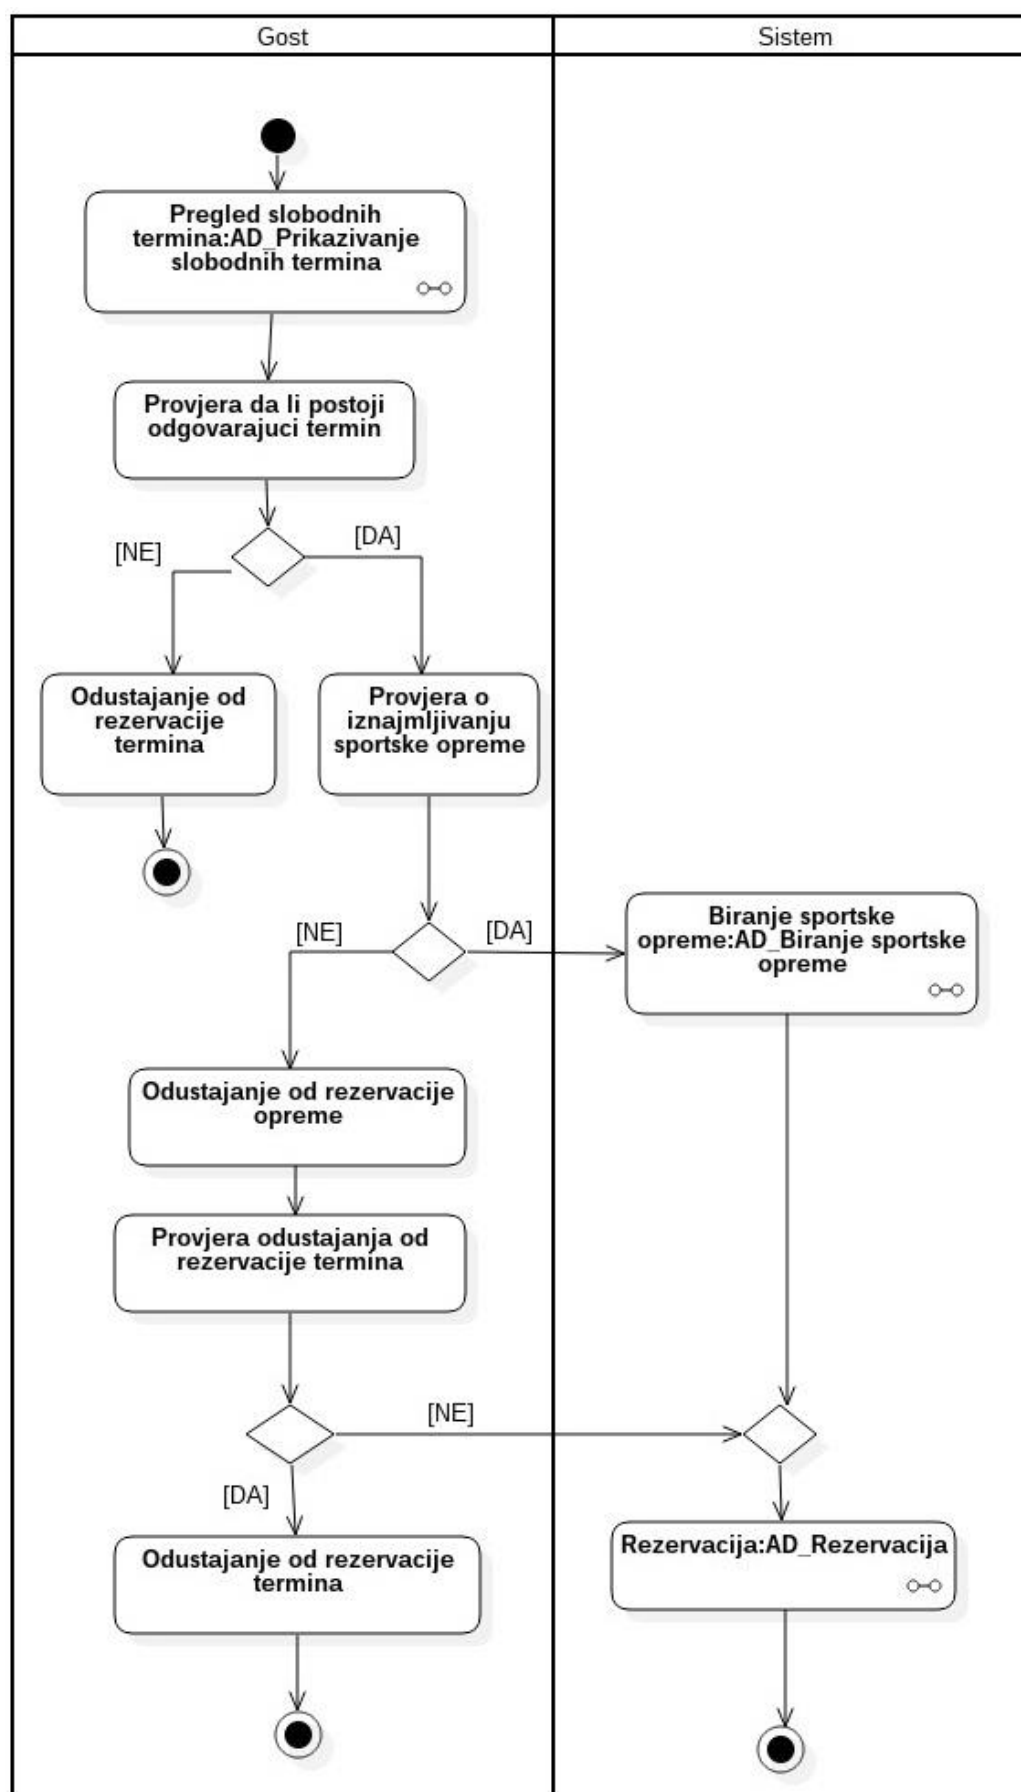 Gost
Sistem
Pregled slobodnih
termina:AD_Prikazivanje
slobodnih termina
Provjera da li postoji
odgovarajuci termin
[NE]
[DA]
Odustajanje od
rezervacije
termina
Provjera o
iznajmljivanju
sportske opreme
[NE]
[DA]
Biranje sportske
opreme:AD_Biranje sportske
opreme
Odustajanje od rezervacije
opreme
Provjera odustajanja od
rezervacije termina
[NE]
[DA]
Odustajanje od rezervacije
termina
Rezervacija:AD_Rezervacija